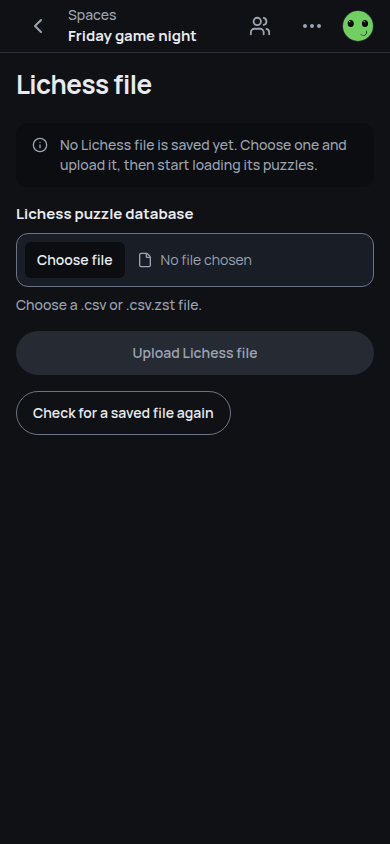 Spaces
Friday game night
Lichess file
No Lichess file is saved yet. Choose one and
upload it, then start loading its puzzles.
Lichess puzzle database
Choose file
No file chosen
Choose a .csv or .csv.zst file.
Upload Lichess file
Check for a saved file again